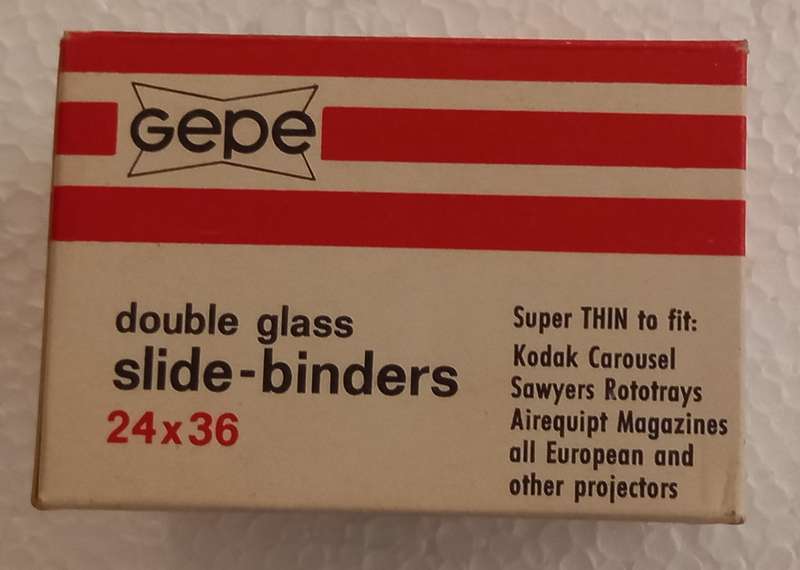 Gepe
double glass
slide-binders
24x36
Super THIN to fit:
Kodak Carousel
Sawyers Rototrays
Airequipt Magazines
all European and
other projectors